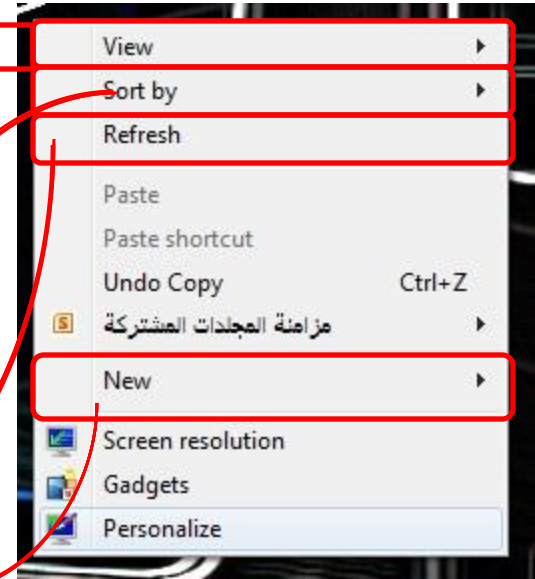 View
Sort by
Refresh
Paste
Paste shortcut
Undo Copy Ctrl+Z
S مزامنة المجلدات المشتركة
New
Screen resolution
Gadgets
Personalize